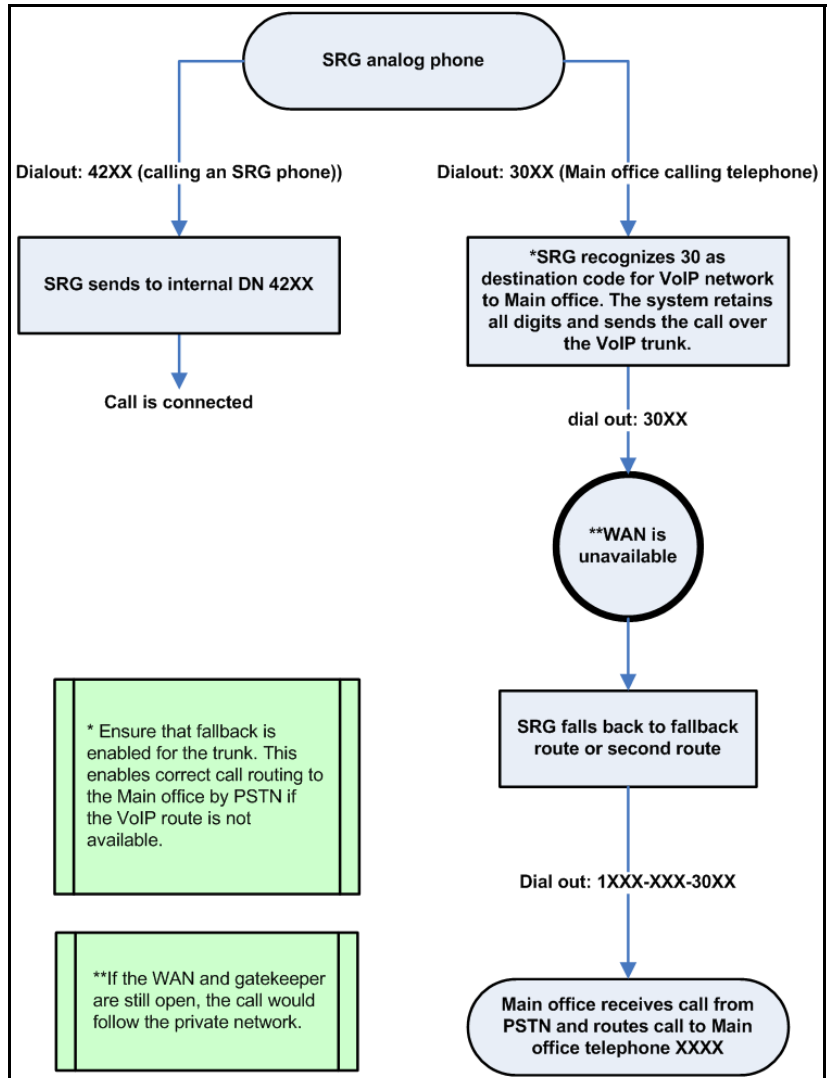 SRG analog phone
Dialout: 42XX (calling an SRG phone))
Dialout: 30XX (Main office calling telephone)
SRG sends to internal DN 42XX
*SRG recognizes 30 as
destination code for VoIP network
to Main office. The system retains
all digits and sends the call over
the VoIP trunk.
Call is connected
dial out: 30XX
**WAN is
unavailable
SRG falls back to fallback
route or second route
* Ensure that fallback is
enabled for the trunk. This
enables correct call routing to
the Main office by PSTN if
the VoIP route is not
available.
Dial out: 1XXX-XXX-30XX
**If the WAN and gatekeeper
are still open, the call would
follow the private network.
Main office receives call from
PSTN and routes call to Main
office telephone XXXX